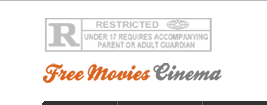 R RESTRICTED
UNDER 17 REQUIRES ACCOMPANYING
PARENT OR ADULT GUARDIAN
Free Movies Cinema